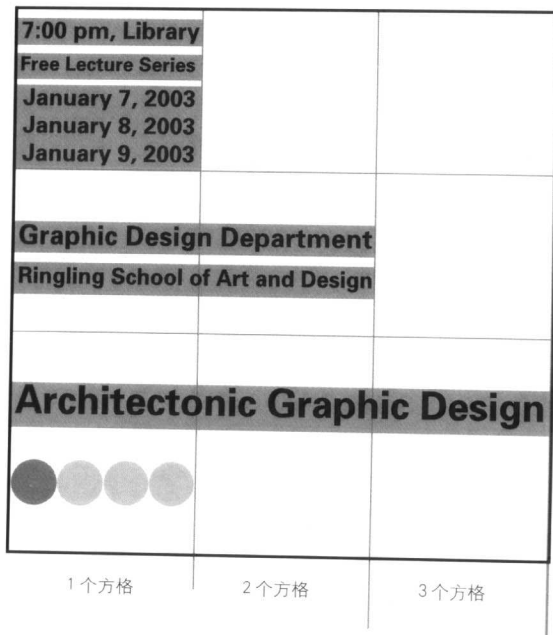 7:00 pm, Library
Free Lecture Series
January 7, 2003
January 8, 2003
January 9, 2003
Graphic Design Department
Ringling School of Art and Design
Architectonic Graphic Design
1个方格
2个方格
3个方格